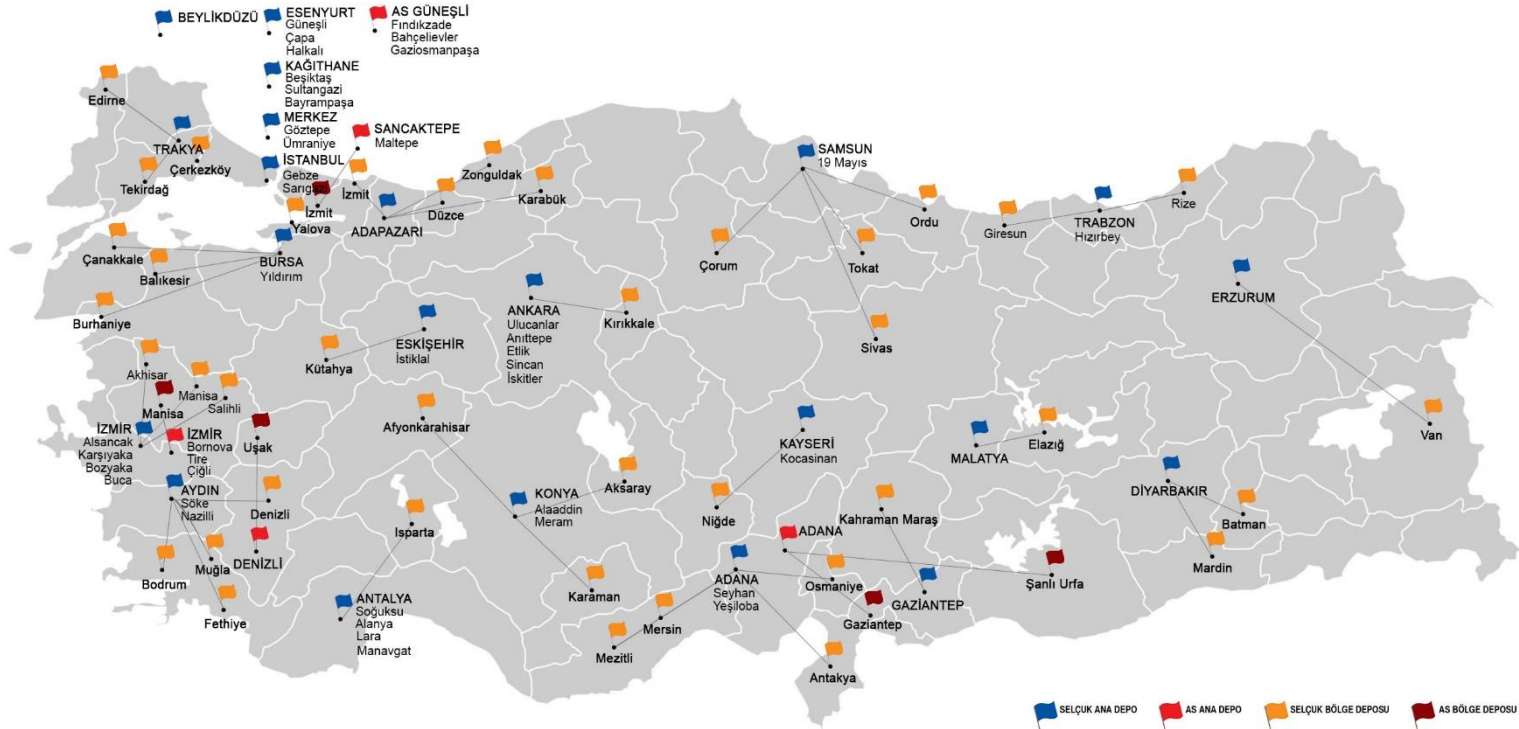 BEYLİKDÜZÜ
ESENYURT
Güneşli
Çapa
Halkalı
AS GÜNEŞLİ
Fındıkzade
Bahçelievler
Gaziosmanpaşa
KAĞITHANE
Beşiktaş
Sultangazi
Bayrampaşa
MERKEZ
Göztepe
Ümraniye
SANCAKTEPE
Maltepe
İSTANBUL
Gebze
Sarıgazi
Edirne
TRAKYA
Çerkezköy
Tekirdağ
İzmit
İzmit
Yalova
ADAPAZARI
Düzce
Zonguldak
Karabük
SAMSUN
19 Mayıs
Ordu
Giresun
TRABZON
Hızırbey
Rize
Çanakkale
Balıkesir
Burhaniye
BURSA
Yıldırım
Çorum
Tokat
Sivas
ERZURUM
Van
ANKARA
Ulucanlar
Anıttepe
Etlik
Sincan
İskitler
Kırıkkale
ESKİŞEHİR
İstiklal
Kütahya
Akhisar
Manisa
Manisa
Salihli
İZMİR
Alsancak
Karşıyaka
Bozyaka
Buca
İZMİR
Bornova
Tire
Çiğli
Uşak
Afyonkarahisar
KAYSERİ
Kocasinan
MALATYA
Elazığ
AYDIN
Söke
Nazilli
Denizli
DENİZLİ
Bodrum
Muğla
Fethiye
Isparta
KONYA
Alaaddin
Meram
Aksaray
Niğde
Kahraman Maraş
DİYARBAKIR
Batman
Mardin
ANTALYA
Soğuksu
Alanya
Lara
Manavgat
Karaman
Mersin
Mezitli
ADANA
ADANA
Seyhan
Yeşiloba
Osmaniye
Gaziantep
GAZİANTEP
Şanlı Urfa
Antakya
SELÇUK ANA DEPO
AS ANA DEPO
SELÇUK BÖLGE DEPOSU
AS BÖLGE DEPOSU